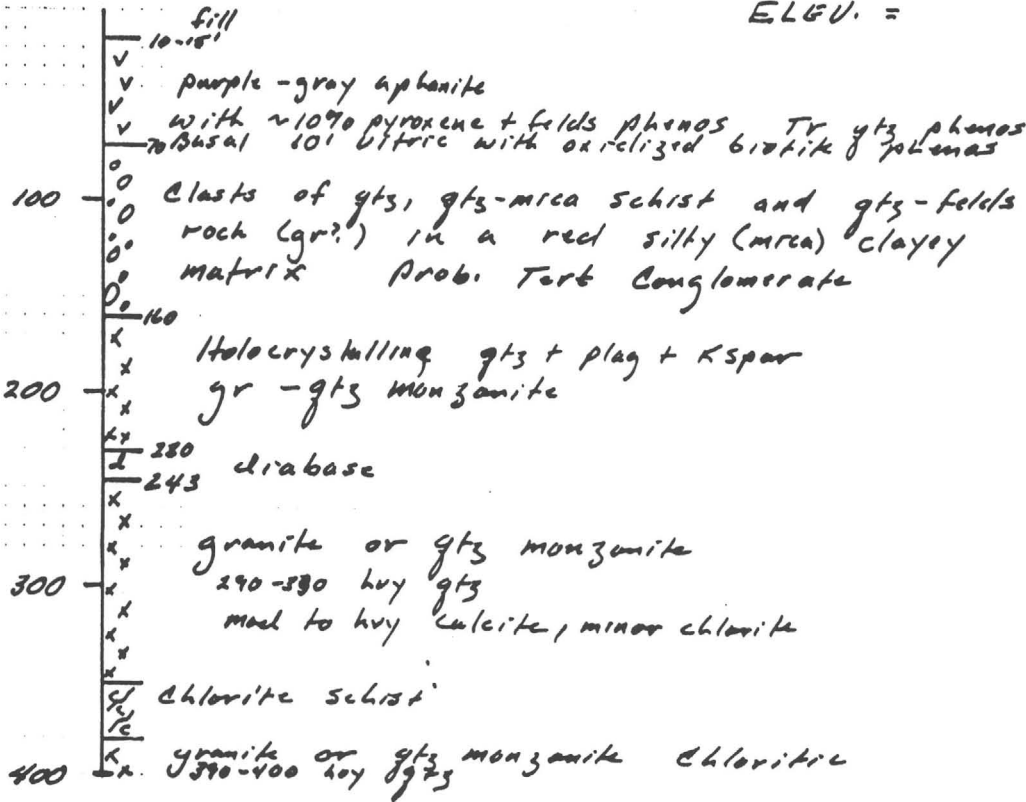 ELEV. =
fill
10-15'
purple-gray aphanite
with ~10% pyroxene + felds phenos Tr qtz phenos
70 Basal 10' vitric with oxidized biotite phenos
100
Clasts of qtz, qtz-mica schist and qtz-felds
rock (gr?) in a red silty (mica) clayey
matrix Prob. Tert Conglomerate
160
Holocrystalline qtz + plag + Kspar
200
gr - qtz monzonite
280
d
diabase
243
granite or qtz monzonite
300
290-330 hvy qtz
mod to hvy calcite, minor chlorite
chlorite schist
granite or qtz monzonite chloritic
400
390-400 hvy qtz